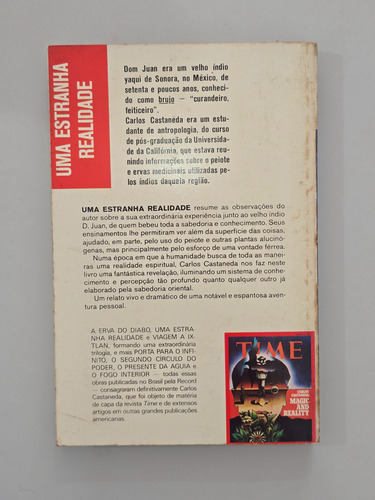 UMA ESTRANHA
REALIDADE
Dom Juan era um velho índio
yaqui de Sonora, no México, de
setenta e poucos anos, conheci-
do como brujo — "curandeiro,
feiticeiro".
Carlos Castaneda era um estu-
dante de antropologia, do curso
de pós-graduação da Universida-
de da Califórnia, que estava reu-
nindo informações sobre o peiote
e ervas medicinais utilizadas pe-
los índios daquela região.
UMA ESTRANHA REALIDADE resume as observações do
autor sobre a sua extraordinária experiência junto ao velho índio
D. Juan, de quem bebeu toda a sabedoria e conhecimento. Seus
ensinamentos lhe permitiram ver além da superfície das coisas,
ajudado, em parte, pelo uso do peiote e outras plantas alucinó-
genas, mas principalmente pelo esforço de uma vontade férrea.
Numa época em que a humanidade busca de toda as manei-
ras uma realidade espiritual, Carlos Castaneda nos faz neste
livro uma fantástica revelação, iluminando um sistema de conhe-
cimento e percepção tão profundo quanto qualquer outro já
elaborado pela sabedoria oriental.
Um relato vivo e dramático de uma notável e espantosa aven-
tura pessoal.
A ERVA DO DIABO, UMA ESTRA-
NHA REALIDADE e VIAGEM A IX-
TLAN, formando uma extraordinária
trilogia, e mais PORTA PARA O INFI-
NITO, O SEGUNDO CIRCULO DO
PODER, O PRESENTE DA AGUIA e
O FOGO INTERIOR — todas essas
obras publicadas no Brasil pela Record
— consagraram definitivamente Carlos
Castaneda, que foi objeto de matéria
de capa da revista Time e de extensos
artigos em outras grandes publicações
americanas.
TIME
CARLOS
CASTANEDA:
MAGIC
AND
REALITY